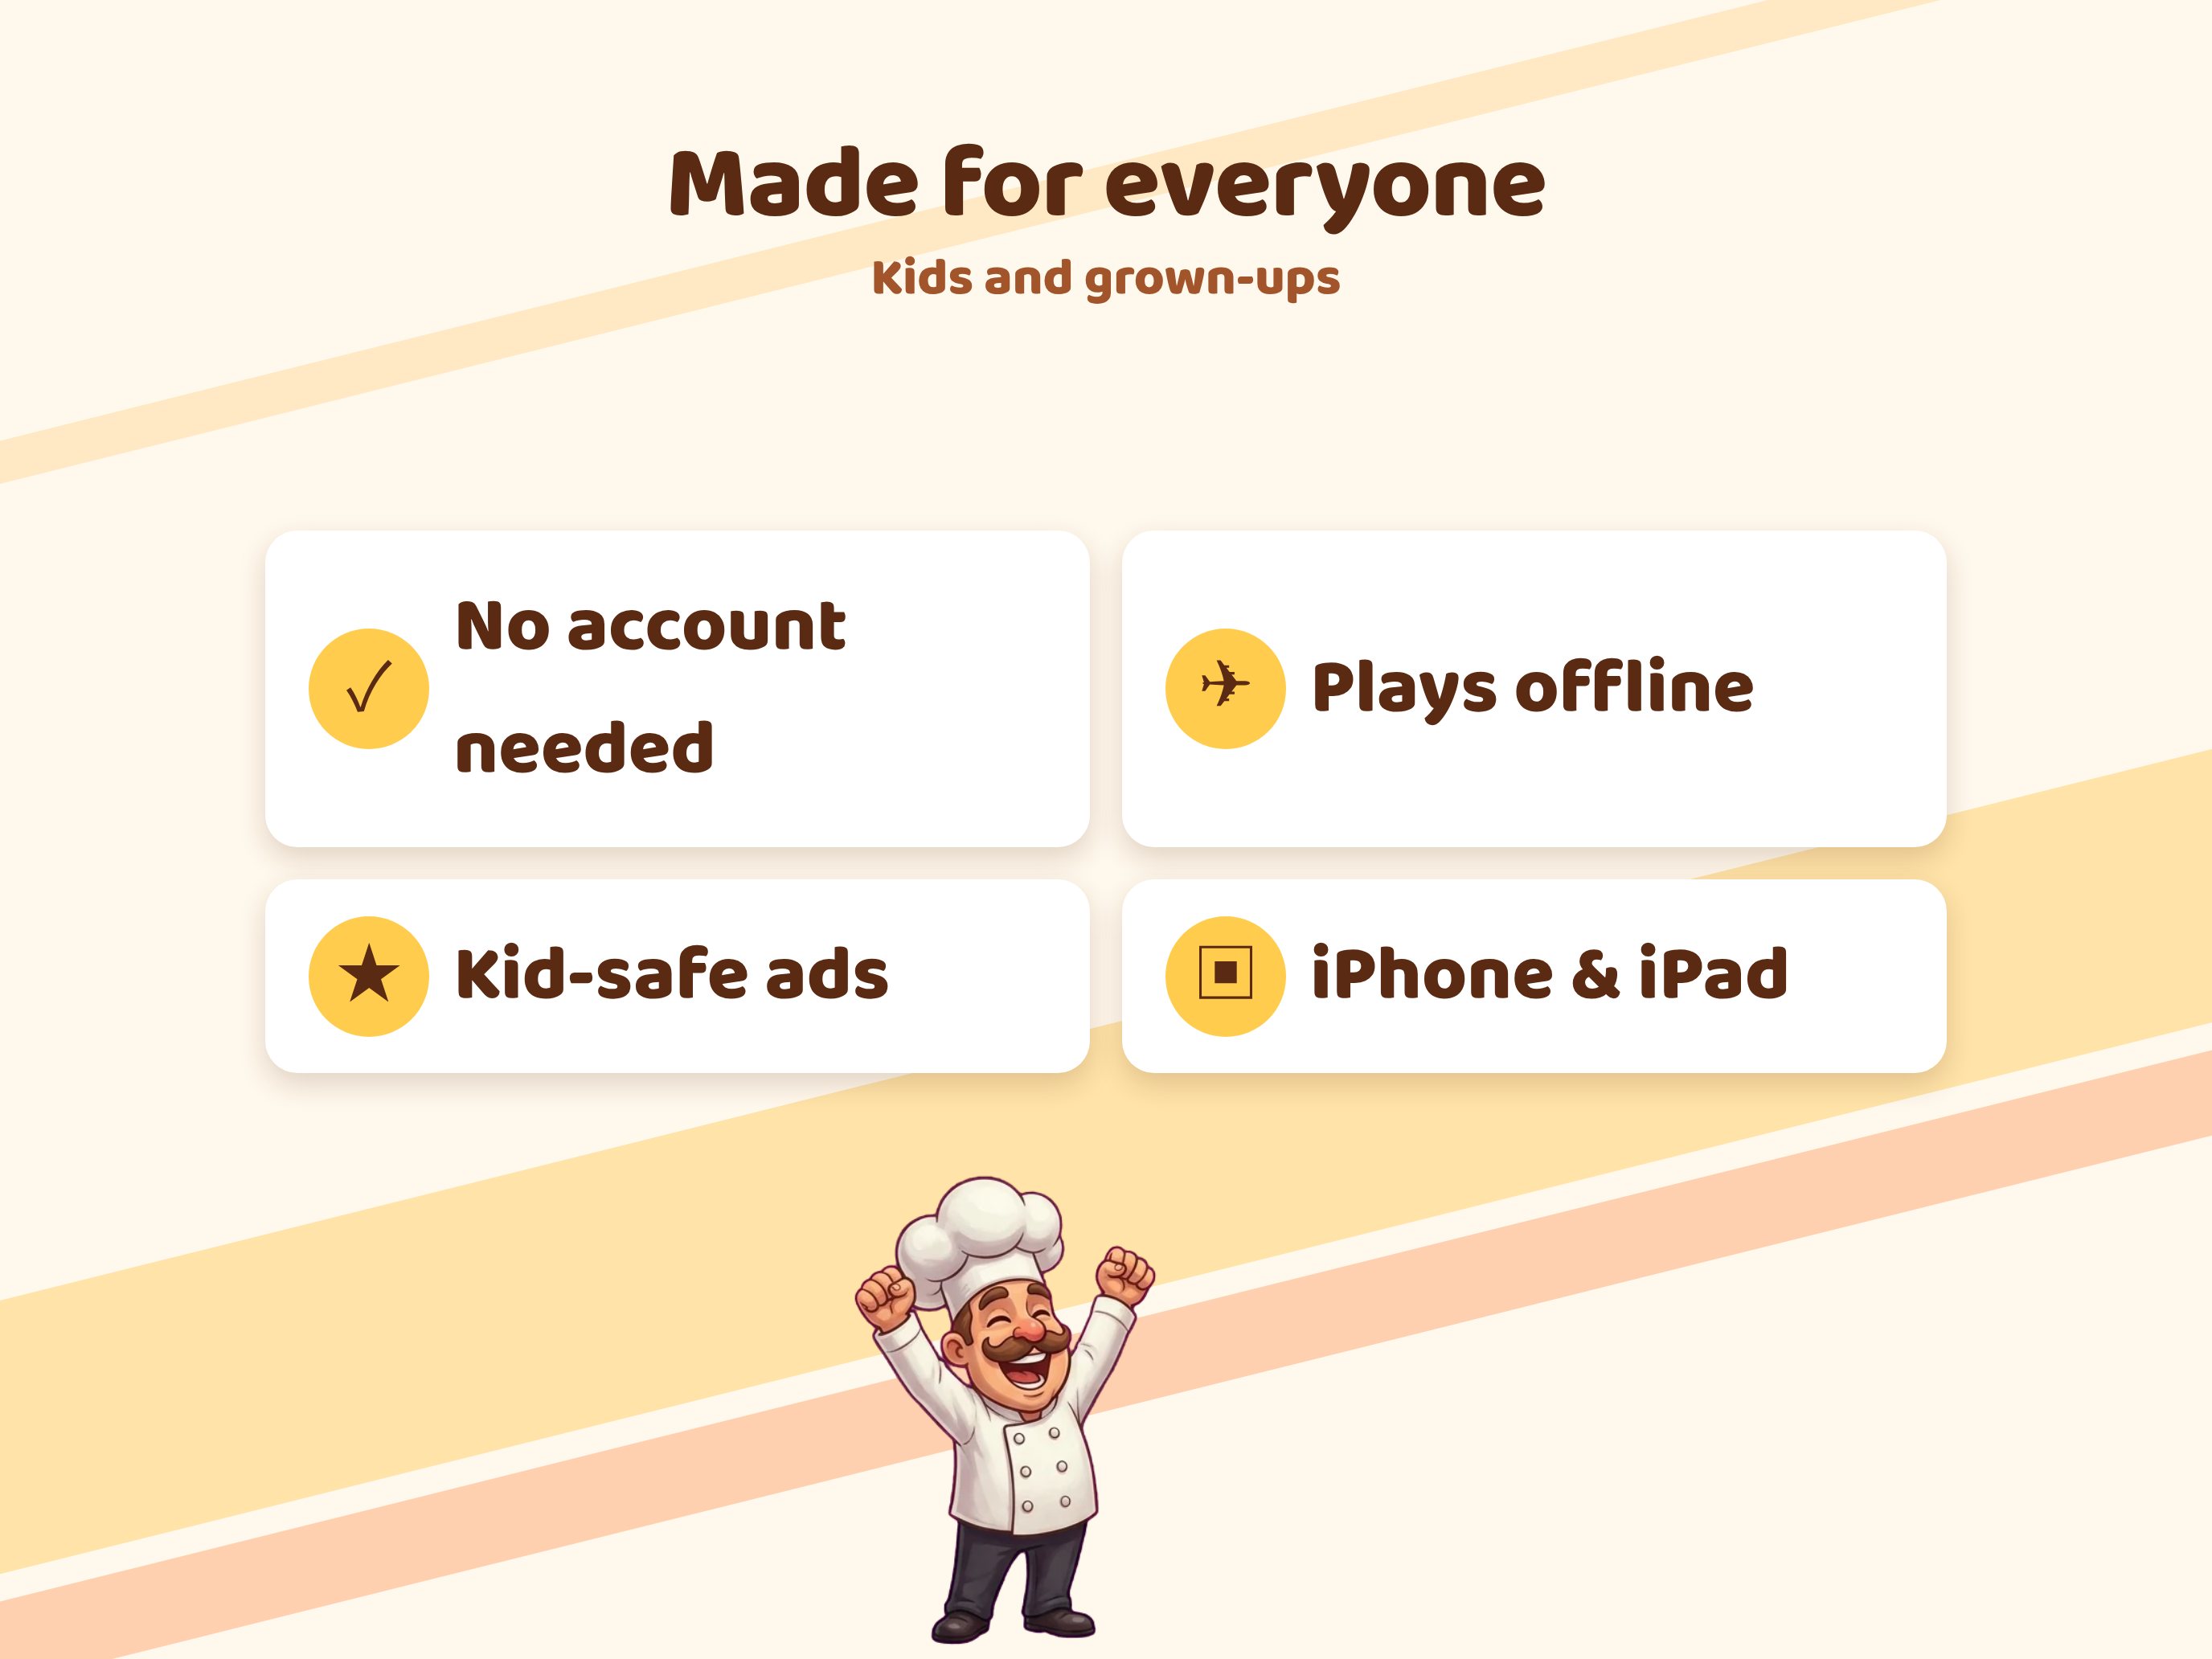 Made for everyone
Kids and grown-ups
No account
needed
Plays offline
Kid-safe ads
iPhone & iPad